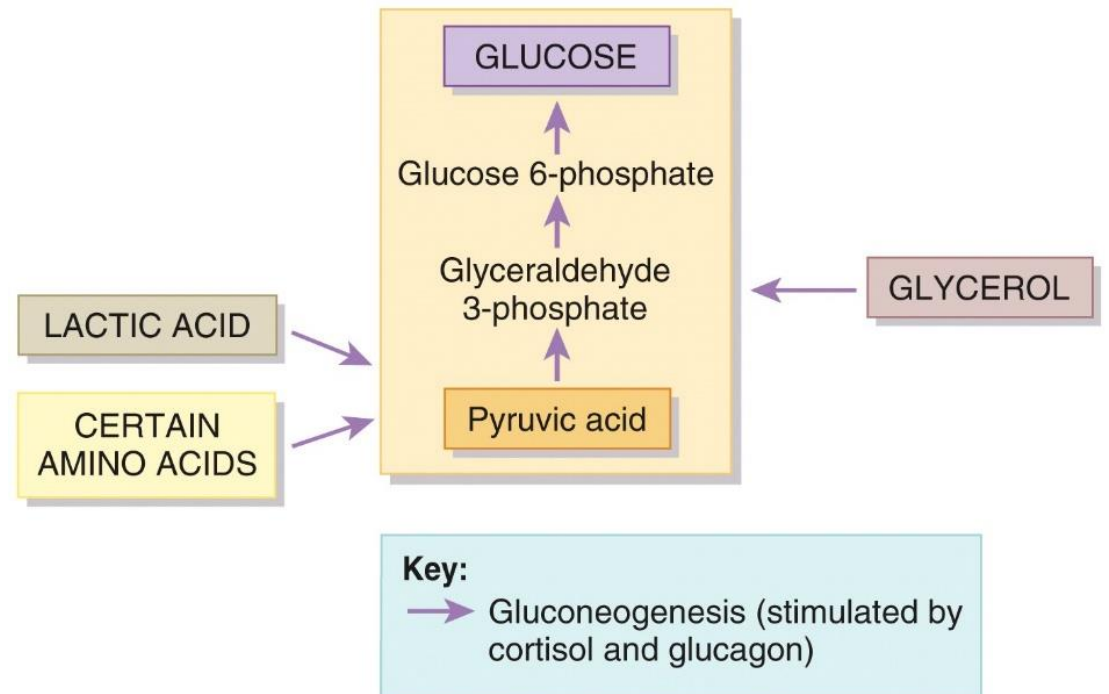 GLUCOSE
Glucose 6-phosphate
Glyceraldehyde
3-phosphate
GLYCEROL
LACTIC ACID
CERTAIN
AMINO ACIDS
Pyruvic acid
Key:
Gluconeogenesis (stimulated by
cortisol and glucagon)